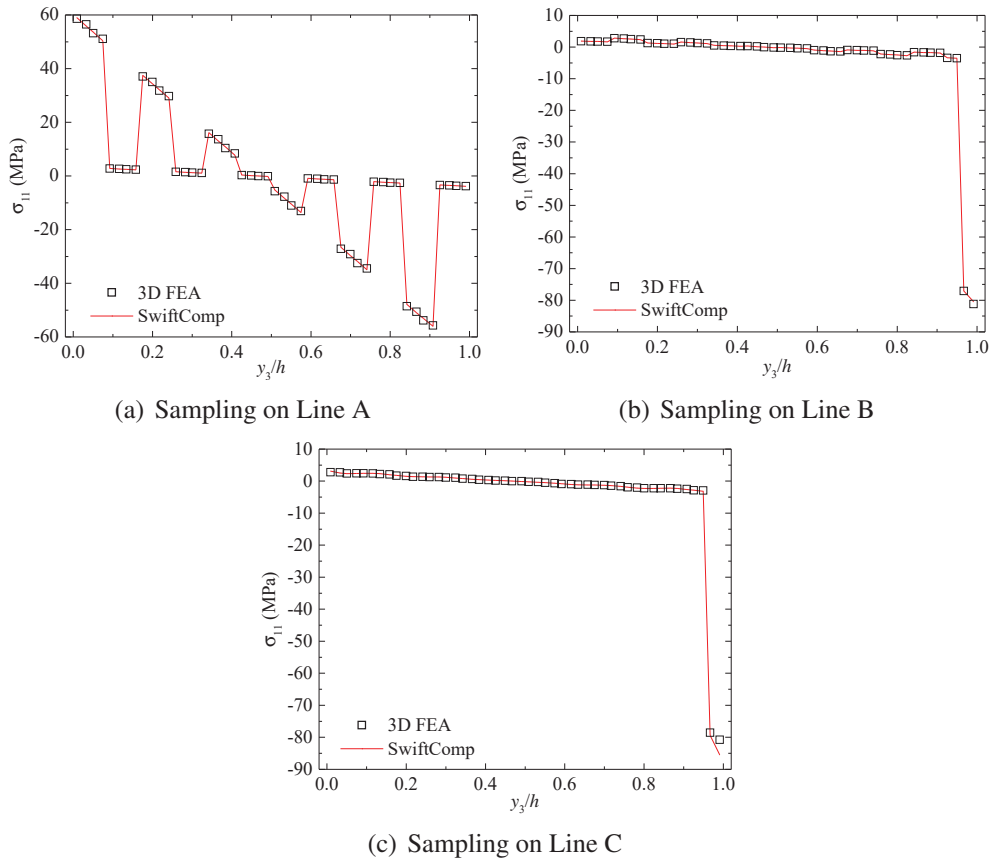 60
40
20
0
-20
-40
-60
σ11 (MPa)
3D FEA
SwiftComp
0.0 0.2 0.4 0.6 0.8 1.0
y3/h
(a) Sampling on Line A
10
0
-10
-20
-30
-40
-50
-60
-70
-80
-90
σ11 (MPa)
3D FEA
SwiftComp
0.0 0.2 0.4 0.6 0.8 1.0
y3/h
(b) Sampling on Line B
10
0
-10
-20
-30
-40
-50
-60
-70
-80
-90
σ11 (MPa)
3D FEA
SwiftComp
0.0 0.2 0.4 0.6 0.8 1.0
y3/h
(c) Sampling on Line C